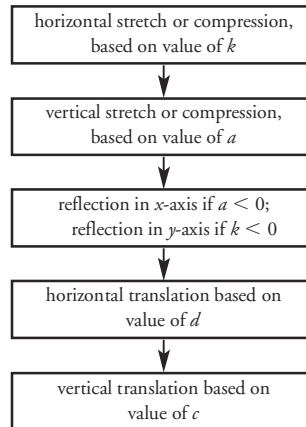 horizontal stretch or compression,
based on value of k
vertical stretch or compression,
based on value of a
reflection in x-axis if a < 0;
reflection in y-axis if k < 0
horizontal translation based on
value of d
vertical translation based on
value of c